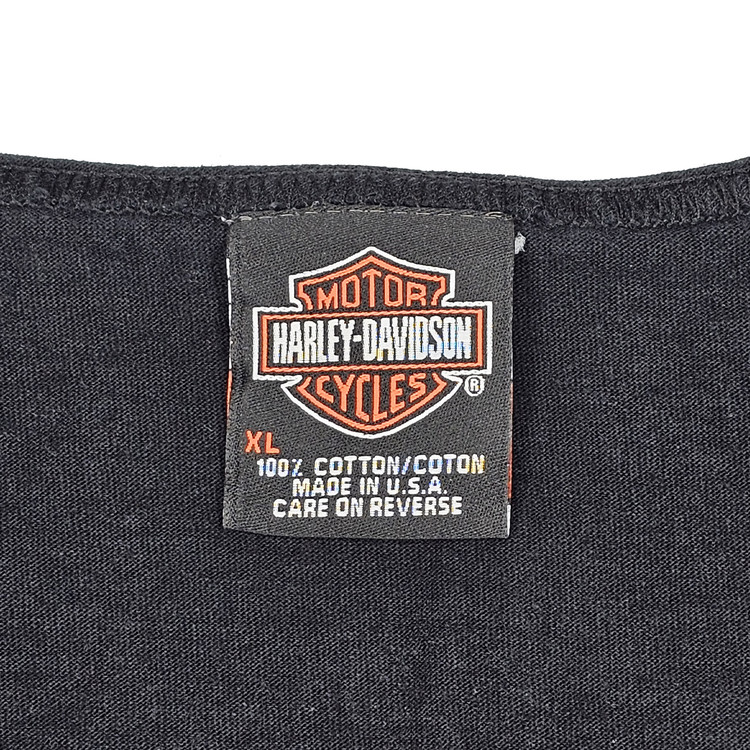 MOTOR
HARLEY-DAVIDSON
CYCLES
®
XL
100% COTTON/COTON
MADE IN U.S.A.
CARE ON REVERSE